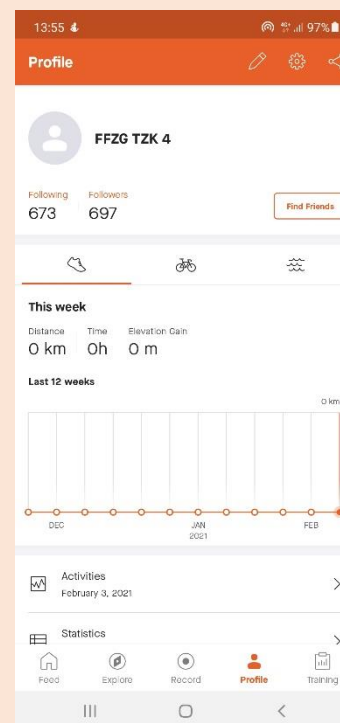 13:55 97%
Profile
FFZG TZK 4
Following Followers
673 697
Find Friends
This week
Distance Time Elevation Gain
0 km 0h 0 m
Last 12 weeks
0 km
DEC JAN FEB
2021
Activities
February 3, 2021
Statistics
Feed Explore Record Profile Training